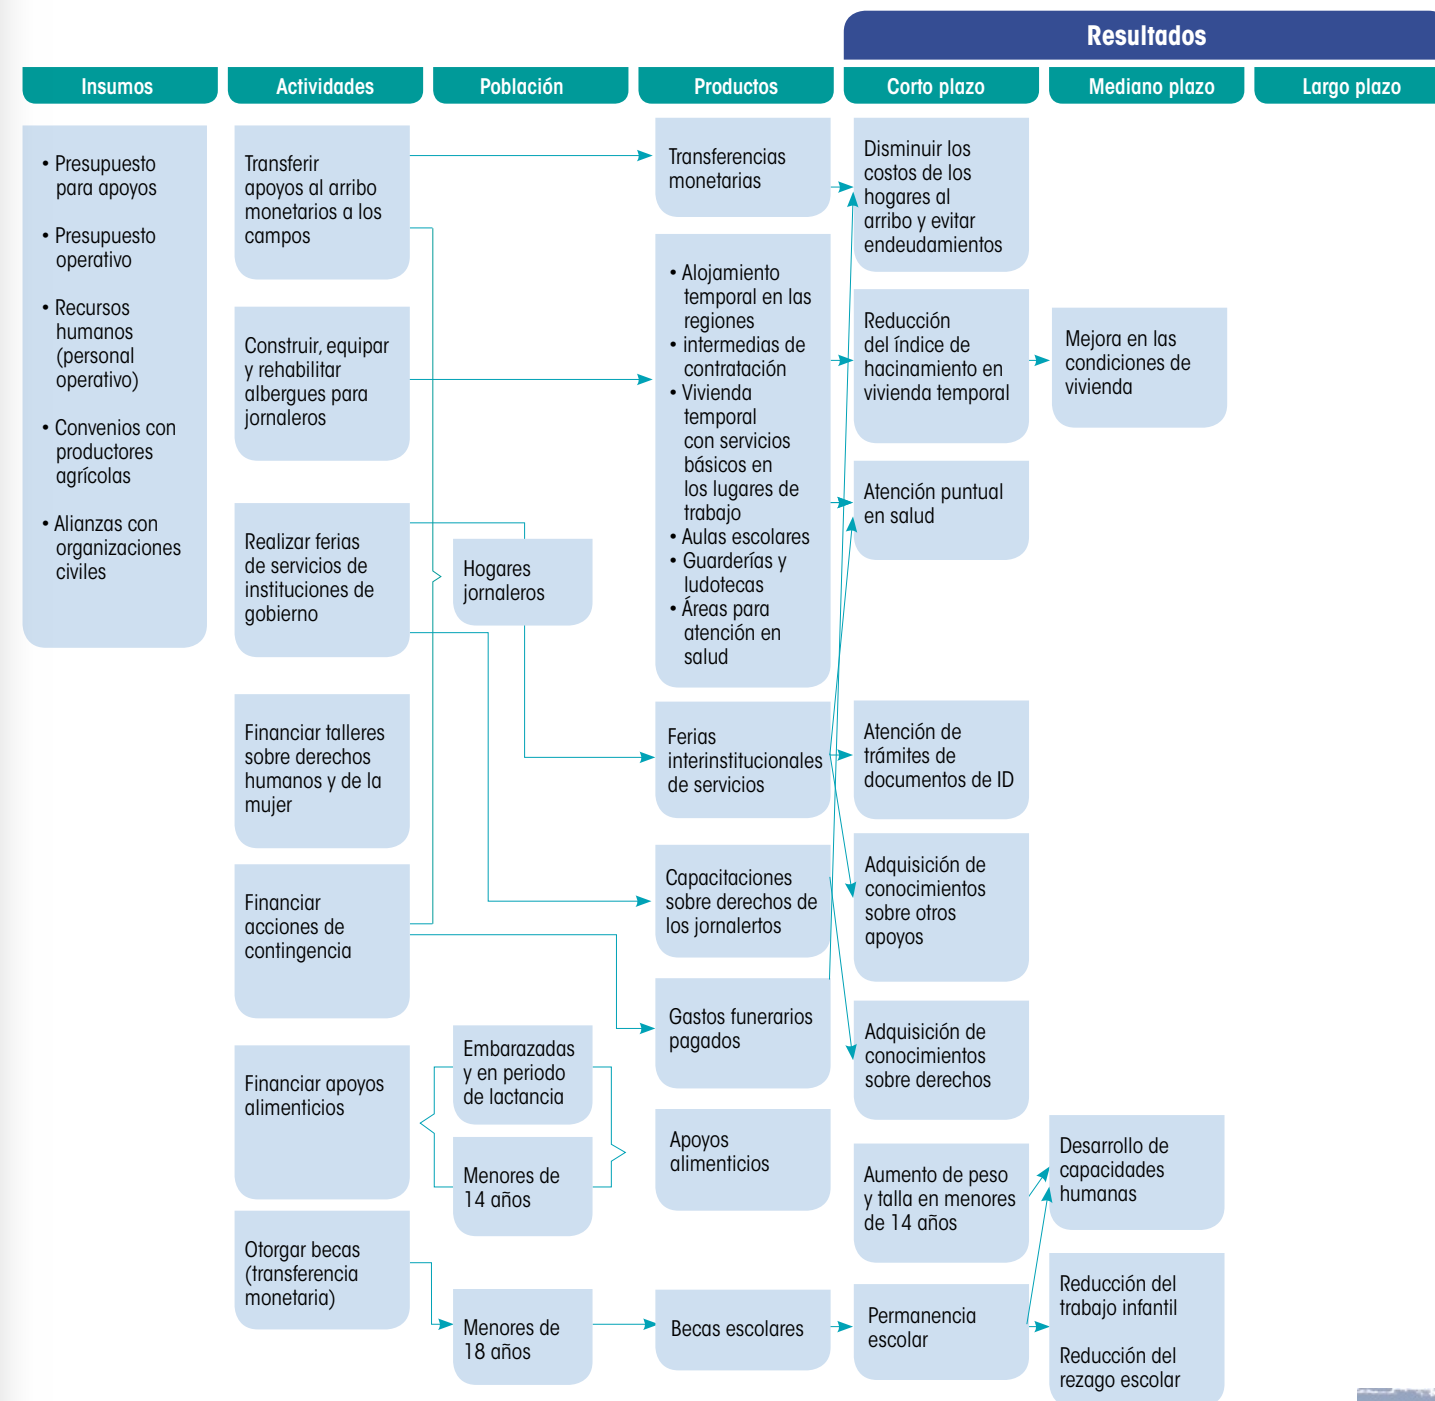 Resultados
Insumos
Actividades
Población
Productos
Corto plazo
Mediano plazo
Largo plazo
• Presupuesto
para apoyos
• Presupuesto
operativo
• Recursos
humanos
(personal
operativo)
• Convenios con
productores
agrícolas
• Alianzas con
organizaciones
civiles
Transferir
apoyos al arribo
monetarios a los
campos
Construir, equipar
y rehabilitar
albergues para
jornaleros
Realizar ferias
de servicios de
instituciones de
gobierno
Financiar talleres
sobre derechos
humanos y de la
mujer
Financiar
acciones de
contingencia
Financiar apoyos
alimenticios
Otorgar becas
(transferencia
monetaria)
Hogares
jornaleros
Embarazadas
y en periodo
de lactancia
Menores de
14 años
Menores de
18 años
Transferencias
monetarias
• Alojamiento
temporal en las
regiones
• intermedias de
contratación
• Vivienda
temporal
con servicios
básicos en
los lugares de
trabajo
• Aulas escolares
• Guarderías y
ludotecas
• Áreas para
atención en
salud
Ferias
interinstitucionales
de servicios
Capacitaciones
sobre derechos de
los jornalertos
Gastos funerarios
pagados
Apoyos
alimenticios
Becas escolares
Disminuir los
costos de los
hogares al
arribo y evitar
endeudamientos
Reducción
del índice de
hacinamiento en
vivienda temporal
Atención puntual
en salud
Atención de
trámites de
documentos de ID
Adquisición de
conocimientos
sobre otros
apoyos
Adquisición de
conocimientos
sobre derechos
Aumento de peso
y talla en menores
de 14 años
Permanencia
escolar
Mejora en las
condiciones de
vivienda
Desarrollo de
capacidades
humanas
Reducción del
trabajo infantil
Reducción del
rezago escolar